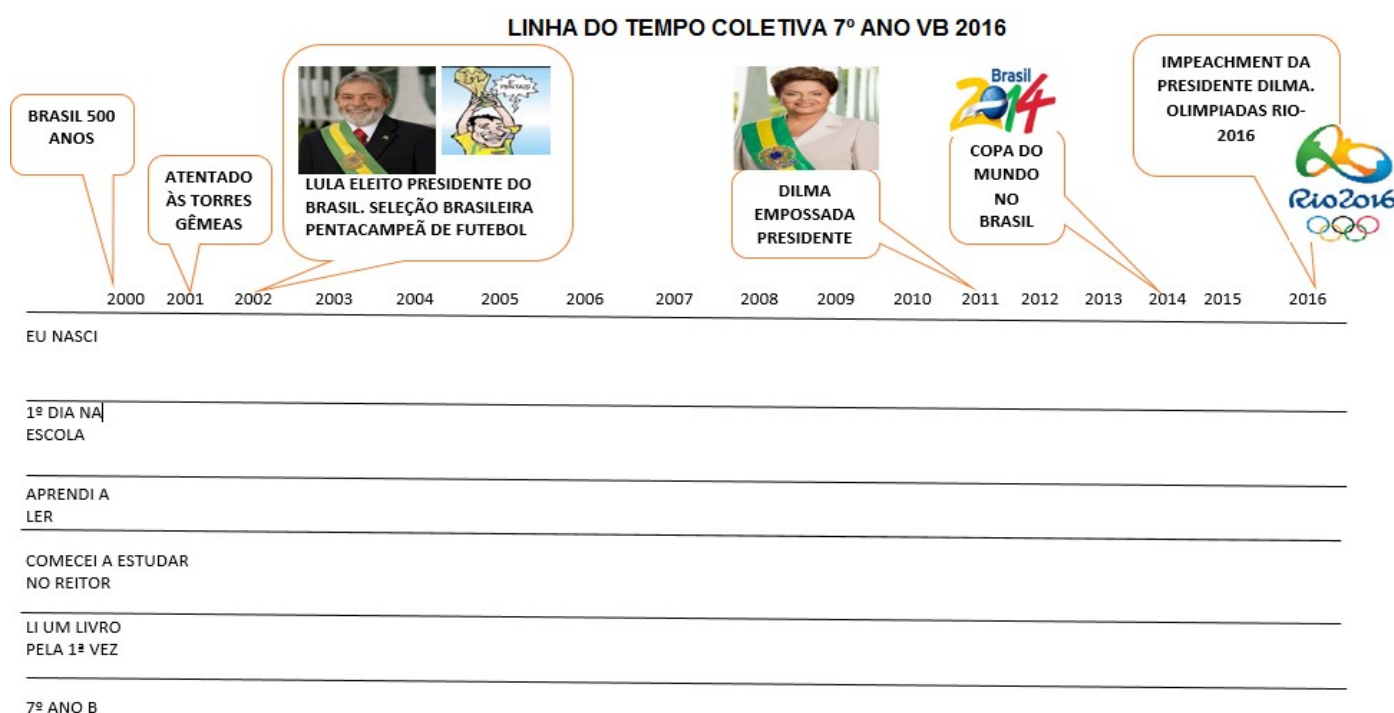 LINHA DO TEMPO COLETIVA 7º ANO VB 2016
BRASIL 500
ANOS
ATENTADO
ÀS TORRES
GÊMEAS
É
PENTA!!!
LULA ELEITO PRESIDENTE DO
BRASIL. SELEÇÃO BRASILEIRA
PENTACAMPEÃ DE FUTEBOL
DILMA
EMPOSSADA
PRESIDENTE
Brasil
2014
COPA DO
MUNDO
NO
BRASIL
IMPEACHMENT DA
PRESIDENTE DILMA.
OLIMPIADAS RIO-
2016
Rio2016
2000 2001 2002 2003 2004 2005 2006 2007 2008 2009 2010 2011 2012 2013 2014 2015 2016
EU NASCI
1º DIA NA
ESCOLA
APRENDI A
LER
COMECEI A ESTUDAR
NO REITOR
LI UM LIVRO
PELA 1ª VEZ
7º ANO B